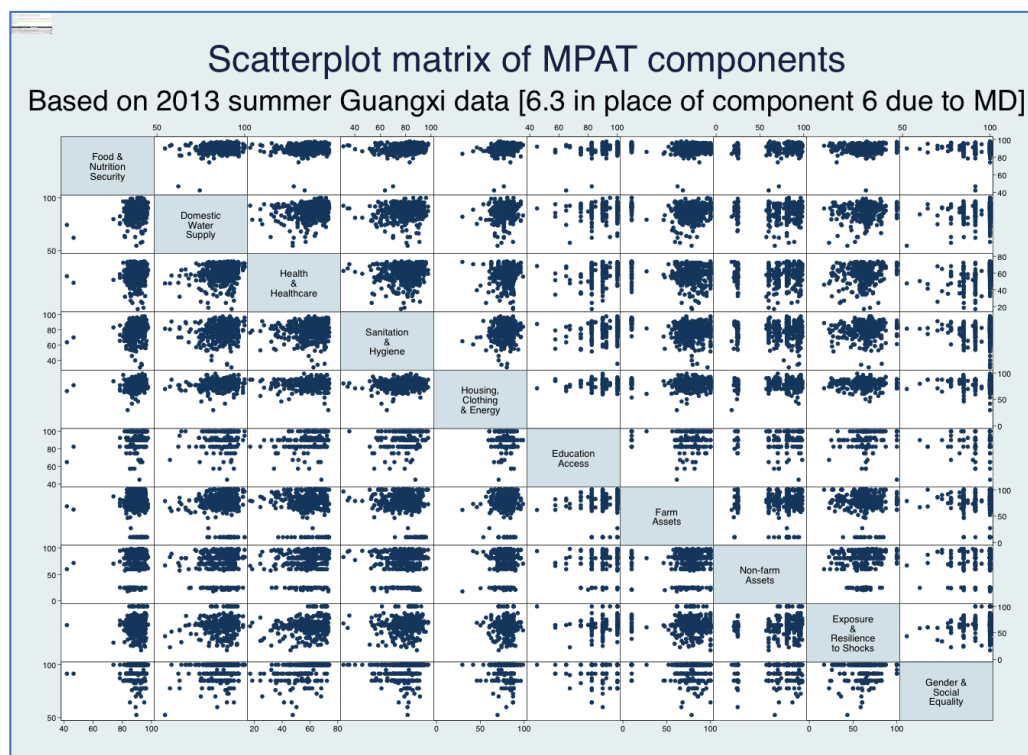 Scatterplot matrix of MPAT components
Based on 2013 summer Guangxi data [6.3 in place of component 6 due to MD]
50 100 40 60 80 100 40 60 80 100 0 50 100 50 100
Food &
Nutrition
Security
100
80
60
40
100
50
Domestic
Water
Supply
Health
&
Healthcare
80
60
40
20
100
80
60
40
Sanitation
&
Hygiene
Housing,
Clothing
& Energy
100
50
0
100
80
60
40
Education
Access
Farm
Assets
100
50
0
100
50
0
Non-farm
Assets
Exposure
&
Resilience
to Shocks
100
50
0
100
50
Gender &
Social
Equality
40 60 80 100 20 40 60 80 0 50 100 0 50 100 0 50 100